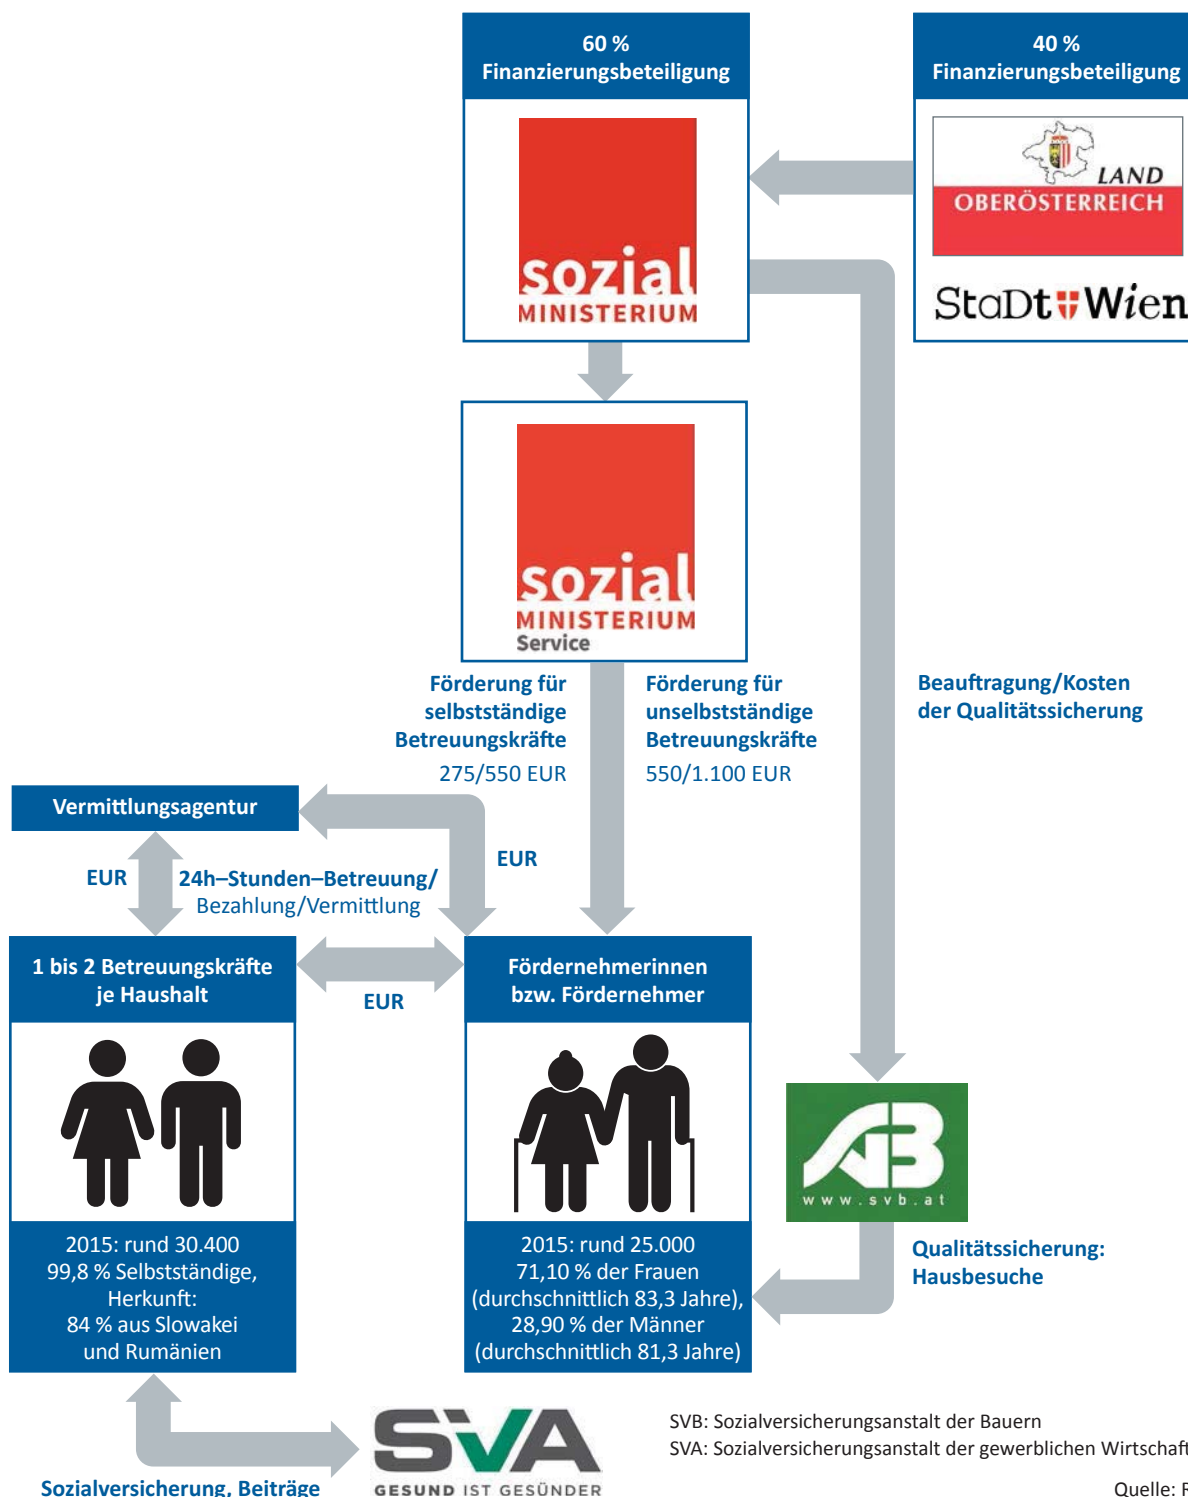 60 %
Finanzierungsbeteiligung
40 %
Finanzierungsbeteiligung
sozial
MINISTERIUM
LAND
OBERÖSTERREICH
StaDt Wien
sozial
MINISTERIUM
Service
Förderung für
selbstständige
Betreuungskräfte
275/550 EUR
Förderung für
unselbstständige
Betreuungskräfte
550/1.100 EUR
Beauftragung/Kosten
der Qualitätssicherung
Vermittlungsagentur
EUR
24h–Stunden–Betreuung/
Bezahlung/Vermittlung
EUR
1 bis 2 Betreuungskräfte
je Haushalt
EUR
Fördernehmerinnen
bzw. Fördernehmer
www.svb.at
2015: rund 30.400
99,8 % Selbstständige,
Herkunft:
84 % aus Slowakei
und Rumänien
2015: rund 25.000
71,10 % der Frauen
(durchschnittlich 83,3 Jahre),
28,90 % der Männer
(durchschnittlich 81,3 Jahre)
Qualitätssicherung:
Hausbesuche
SVA
GESUND IST GESÜNDER
Sozialversicherung, Beiträge
SVB: Sozialversicherungsanstalt der Bauern
SVA: Sozialversicherungsanstalt der gewerblichen Wirtschaft
Quelle: R